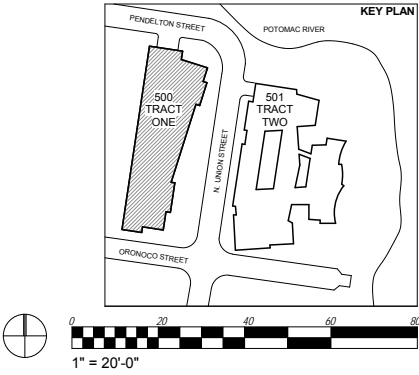 KEY PLAN
PENDELTON STREET
POTOMAC RIVER
500
TRACT
ONE
501
TRACT
TWO
N. UNION STREET
ORONOCO STREET
0 20 40 60 80
1" = 20'-0"